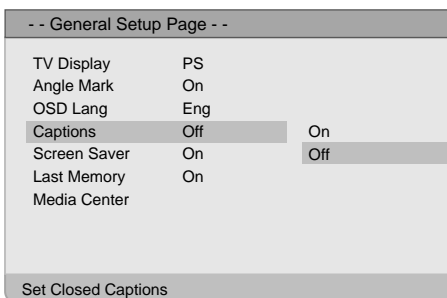 - - General Setup Page - -
TV Display PS
Angle Mark On
OSD Lang Eng
Captions Off On
Screen Saver On Off
Last Memory On
Media Center
Set Closed Captions